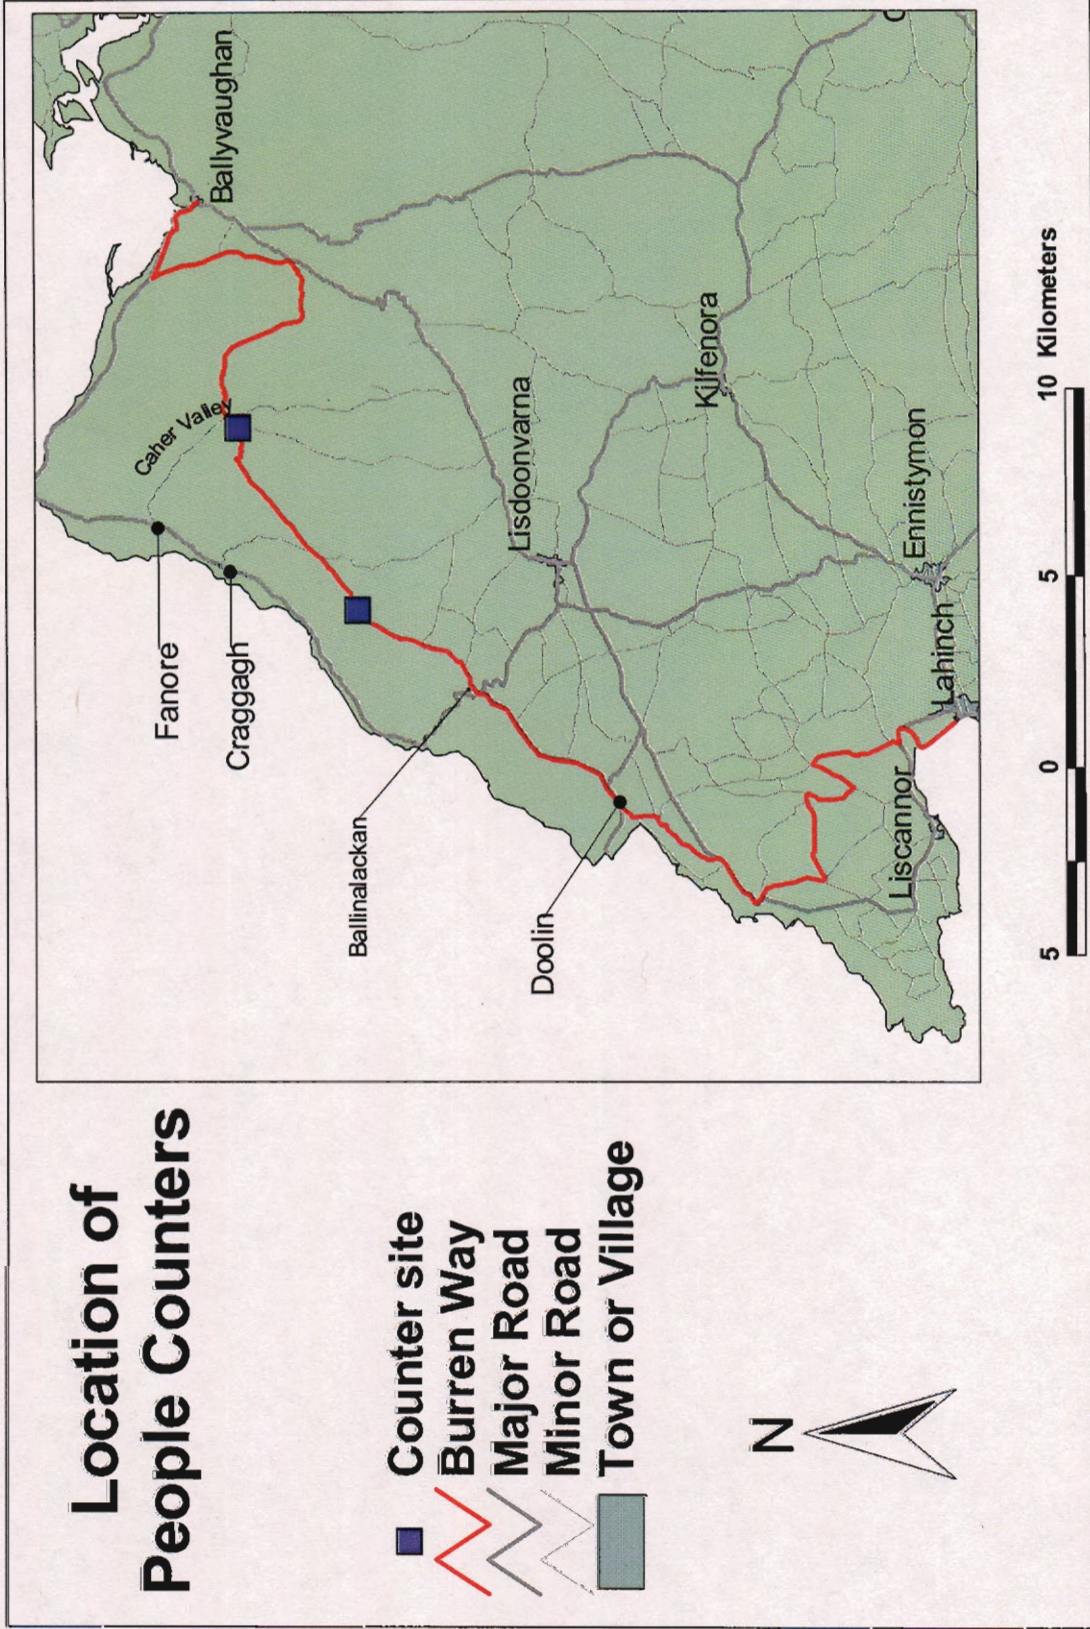 Location of
People Counters
Counter site
Burren Way
Major Road
Minor Road
Town or Village
N
Fanore
Craggagh
Ballinalackan
Doolin
Caher Valley
Ballyvaughan
Lisdoonvarna
Kilfenora
Ennistymon
Lahinch
Liscannor
5 0 5 10 Kilometers